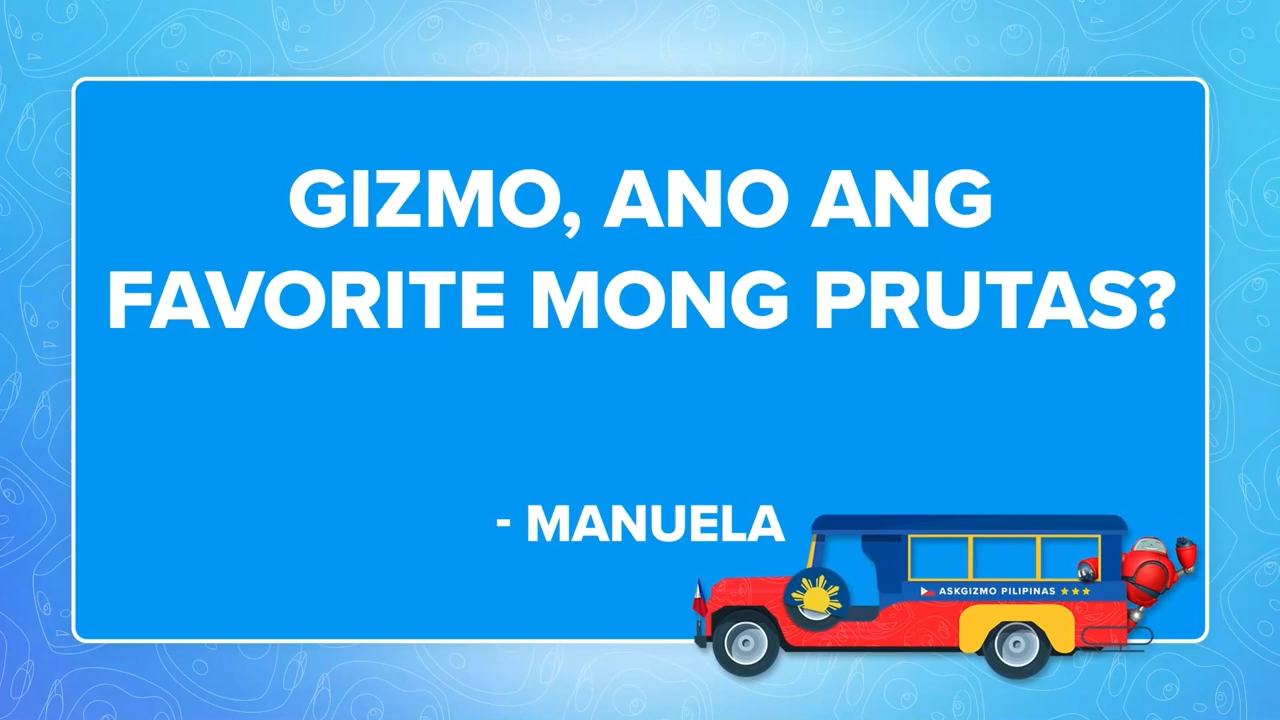 GIZMO, ANO ANG
FAVORITE MONG PRUTAS?
- MANUELA
ASKGIZMO PILIPINAS